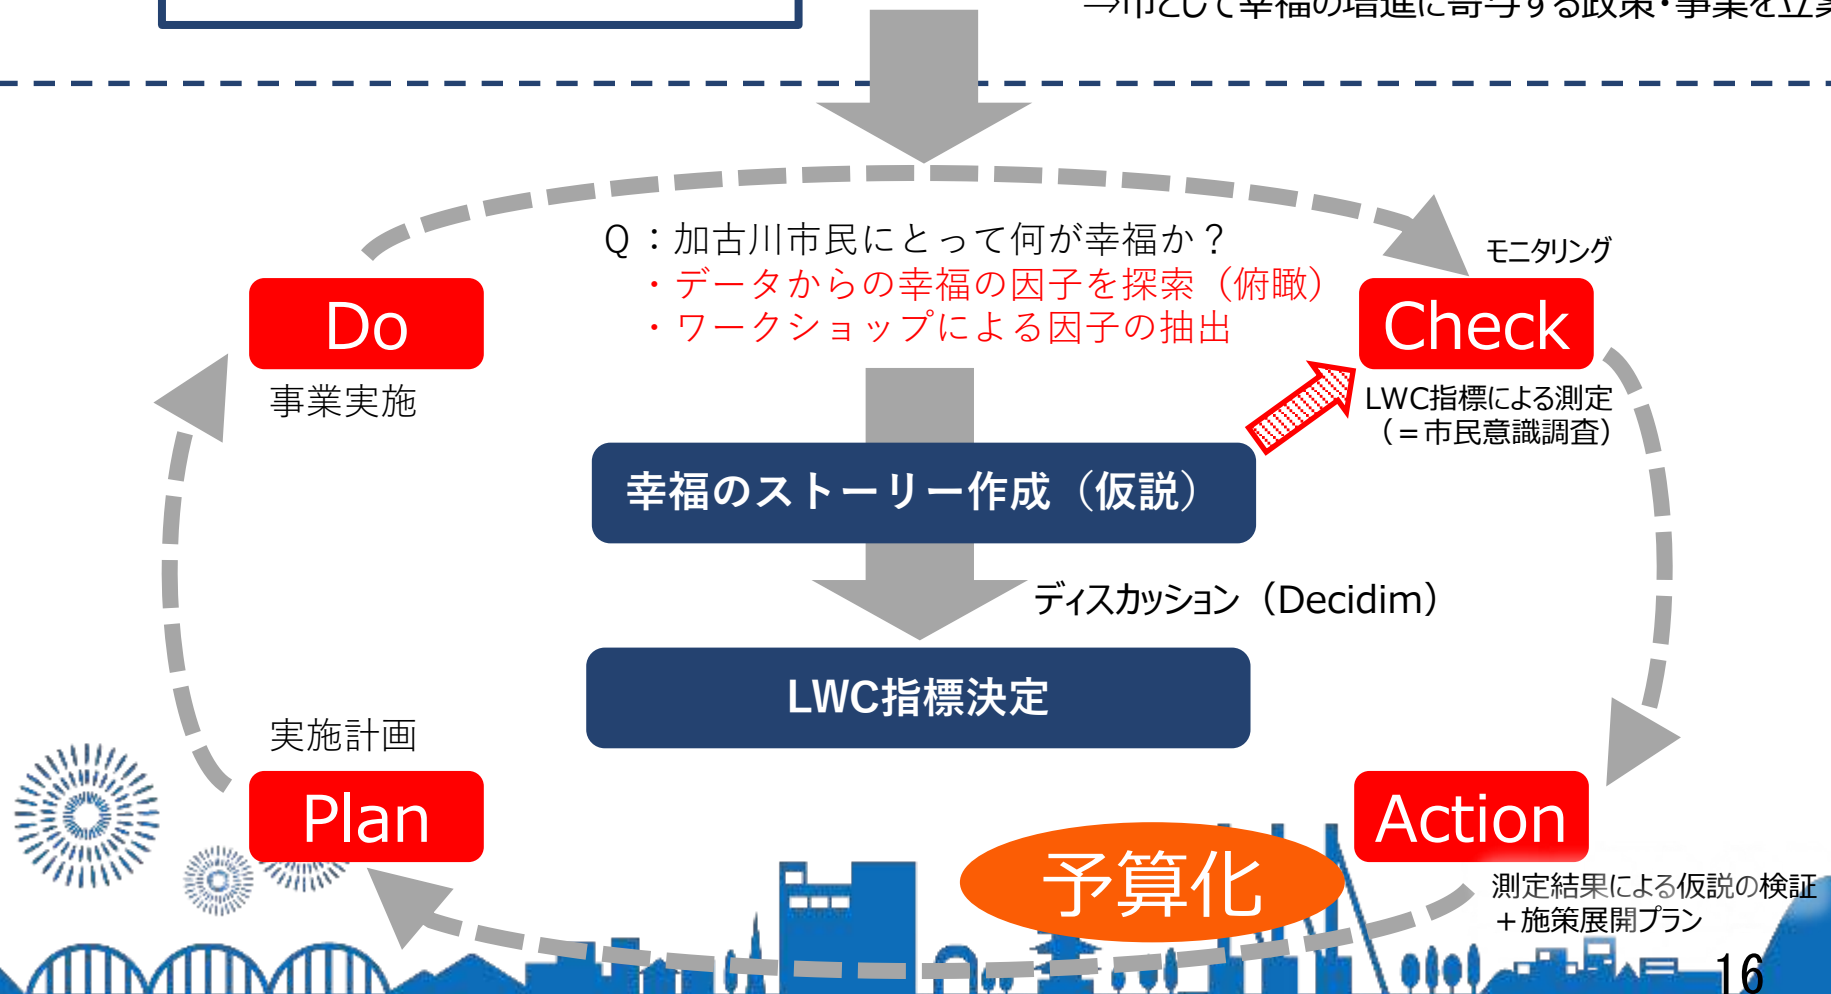 ⇒市として幸福の増進に寄与する政策・事業を立案
Q：加古川市民にとって何が幸福か？
・データからの幸福の因子を探索（俯瞰）
・ワークショップによる因子の抽出
モニタリング
Do
Check
事業実施
LWC指標による測定
（＝市民意識調査）
幸福のストーリー作成（仮説）
ディスカッション（Decidim）
LWC指標決定
実施計画
Plan
Action
予算化
測定結果による仮説の検証
＋施策展開プラン
16